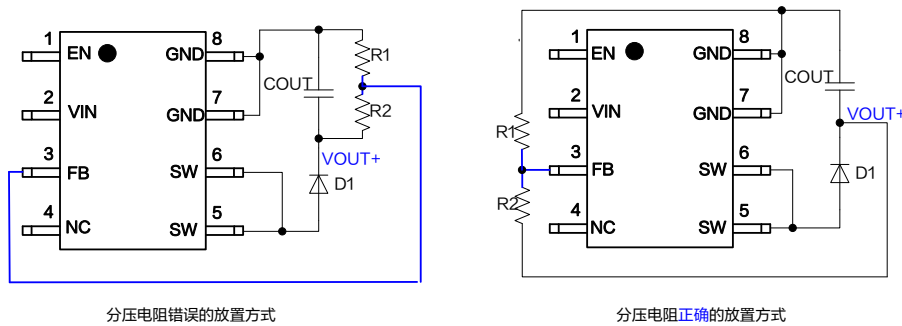 1 EN
2 VIN
3 FB
4 NC
8 GND
7 GND
6 SW
5 SW
COUT
R1
R2
VOUT+
D1
分压电阻错误的放置方式
1 EN
2 VIN
3 FB
4 NC
8 GND
7 GND
6 SW
5 SW
R1
R2
COUT
VOUT+
D1
分压电阻正确的放置方式